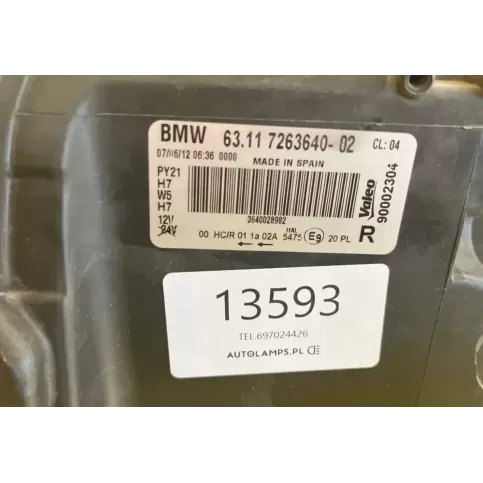 BMW 63.11 7263640- 02 CL: 04
07/06/12 06:36 0000 MADE IN SPAIN
PY21
H7
W5
H7
12V
24V
3640028982
00 HC/R 01 1a 02A HAL 5475 E9 20 PL R
Valeo
90002304
13593
TEL.697024426
AUTOLAMPS.PL